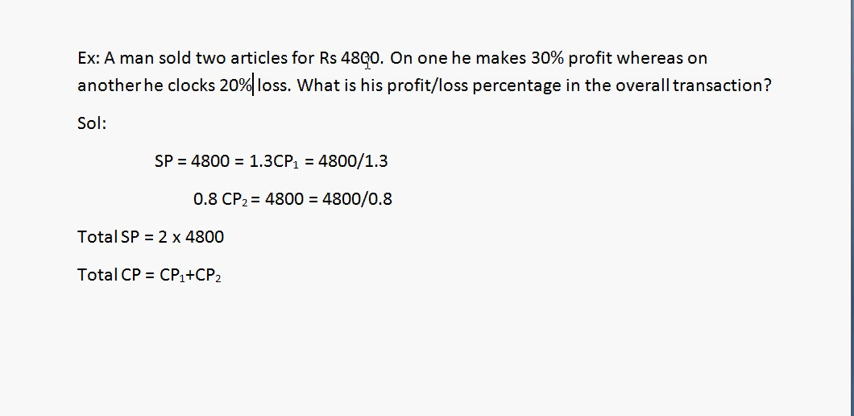 Ex: A man sold two articles for Rs 4800. On one he makes 30% profit whereas on
another he clocks 20% loss. What is his profit/loss percentage in the overall transaction?
Sol:
SP = 4800 = 1.3CP₁ = 4800/1.3
0.8 CP₂ = 4800 = 4800/0.8
Total SP = 2 x 4800
Total CP = CP₁+CP₂